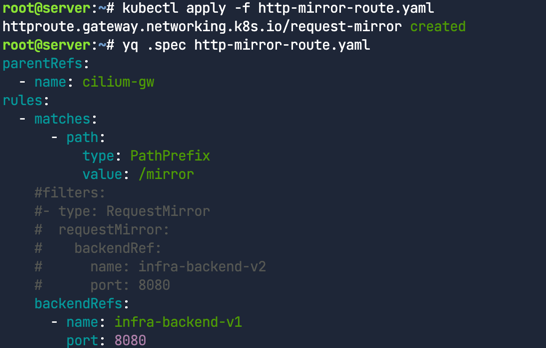 root@server:~# kubectl apply -f http-mirror-route.yaml
httproute.gateway.networking.k8s.io/request-mirror created
root@server:~# yq .spec http-mirror-route.yaml
parentRefs:
  - name: cilium-gw
rules:
  - matches:
      - path:
          type: PathPrefix
          value: /mirror
    #filters:
    #- type: RequestMirror
    #  requestMirror:
    #    backendRef:
    #      name: infra-backend-v2
    #      port: 8080
    backendRefs:
      - name: infra-backend-v1
        port: 8080